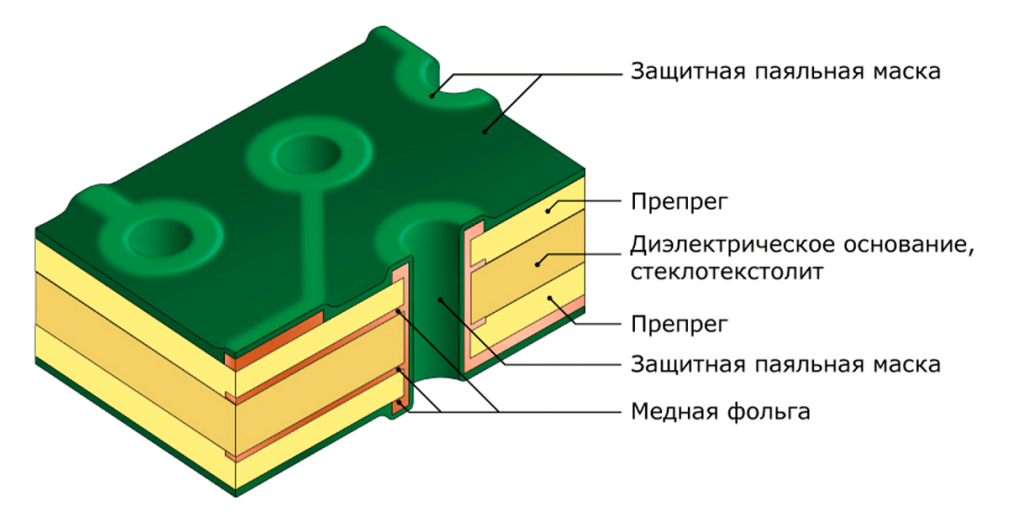 Защитная паяльная маска
Препрег
Диэлектрическое основание,
стеклотекстолит
Препрег
Защитная паяльная маска
Медная фольга